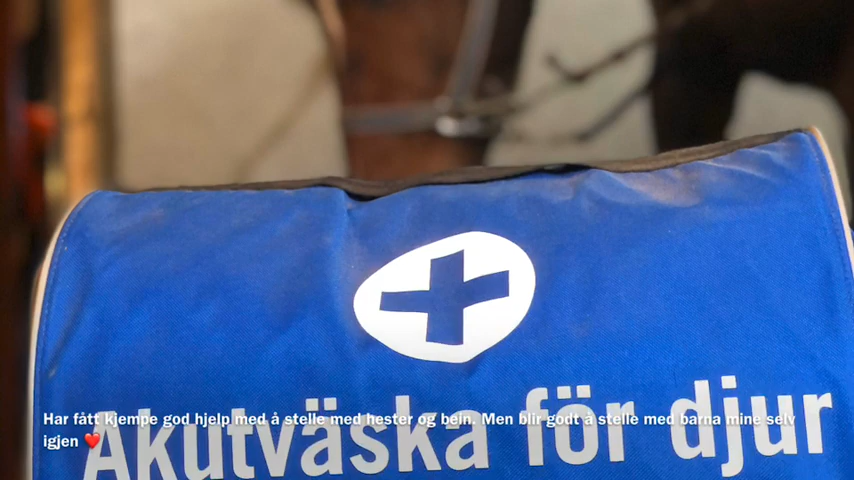 Har fått kjempe god hjelp med å stelle med hester og bein. Men blir godt å stelle med barna mine selv
igjen ❤️
Akutväska för djur